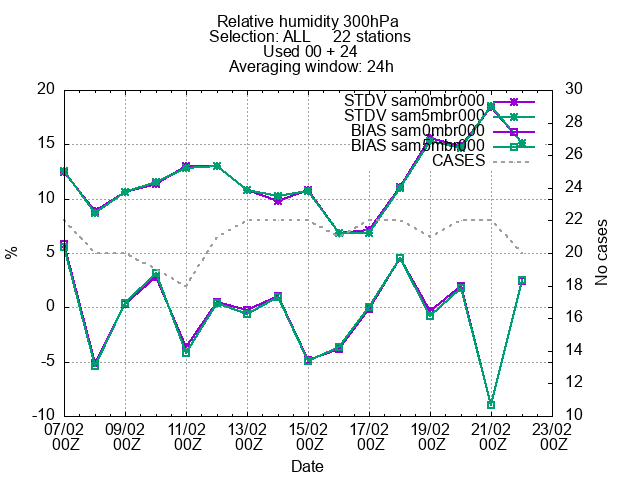 Relative humidity 300hPa
Selection: ALL 22 stations
Used 00 + 24
Averaging window: 24h
20 30
STDV sam0mbr000
STDV sam5mbr000
BIAS sam0mbr000
BIAS sam5mbr000
CASES
15
10
5
0
-5
-10
28
26
24
22
20
18
16
14
12
10
%
No cases
07/02 09/02 11/02 13/02 15/02 17/02 19/02 21/02 23/02
00Z 00Z 00Z 00Z 00Z 00Z 00Z 00Z 00Z
Date